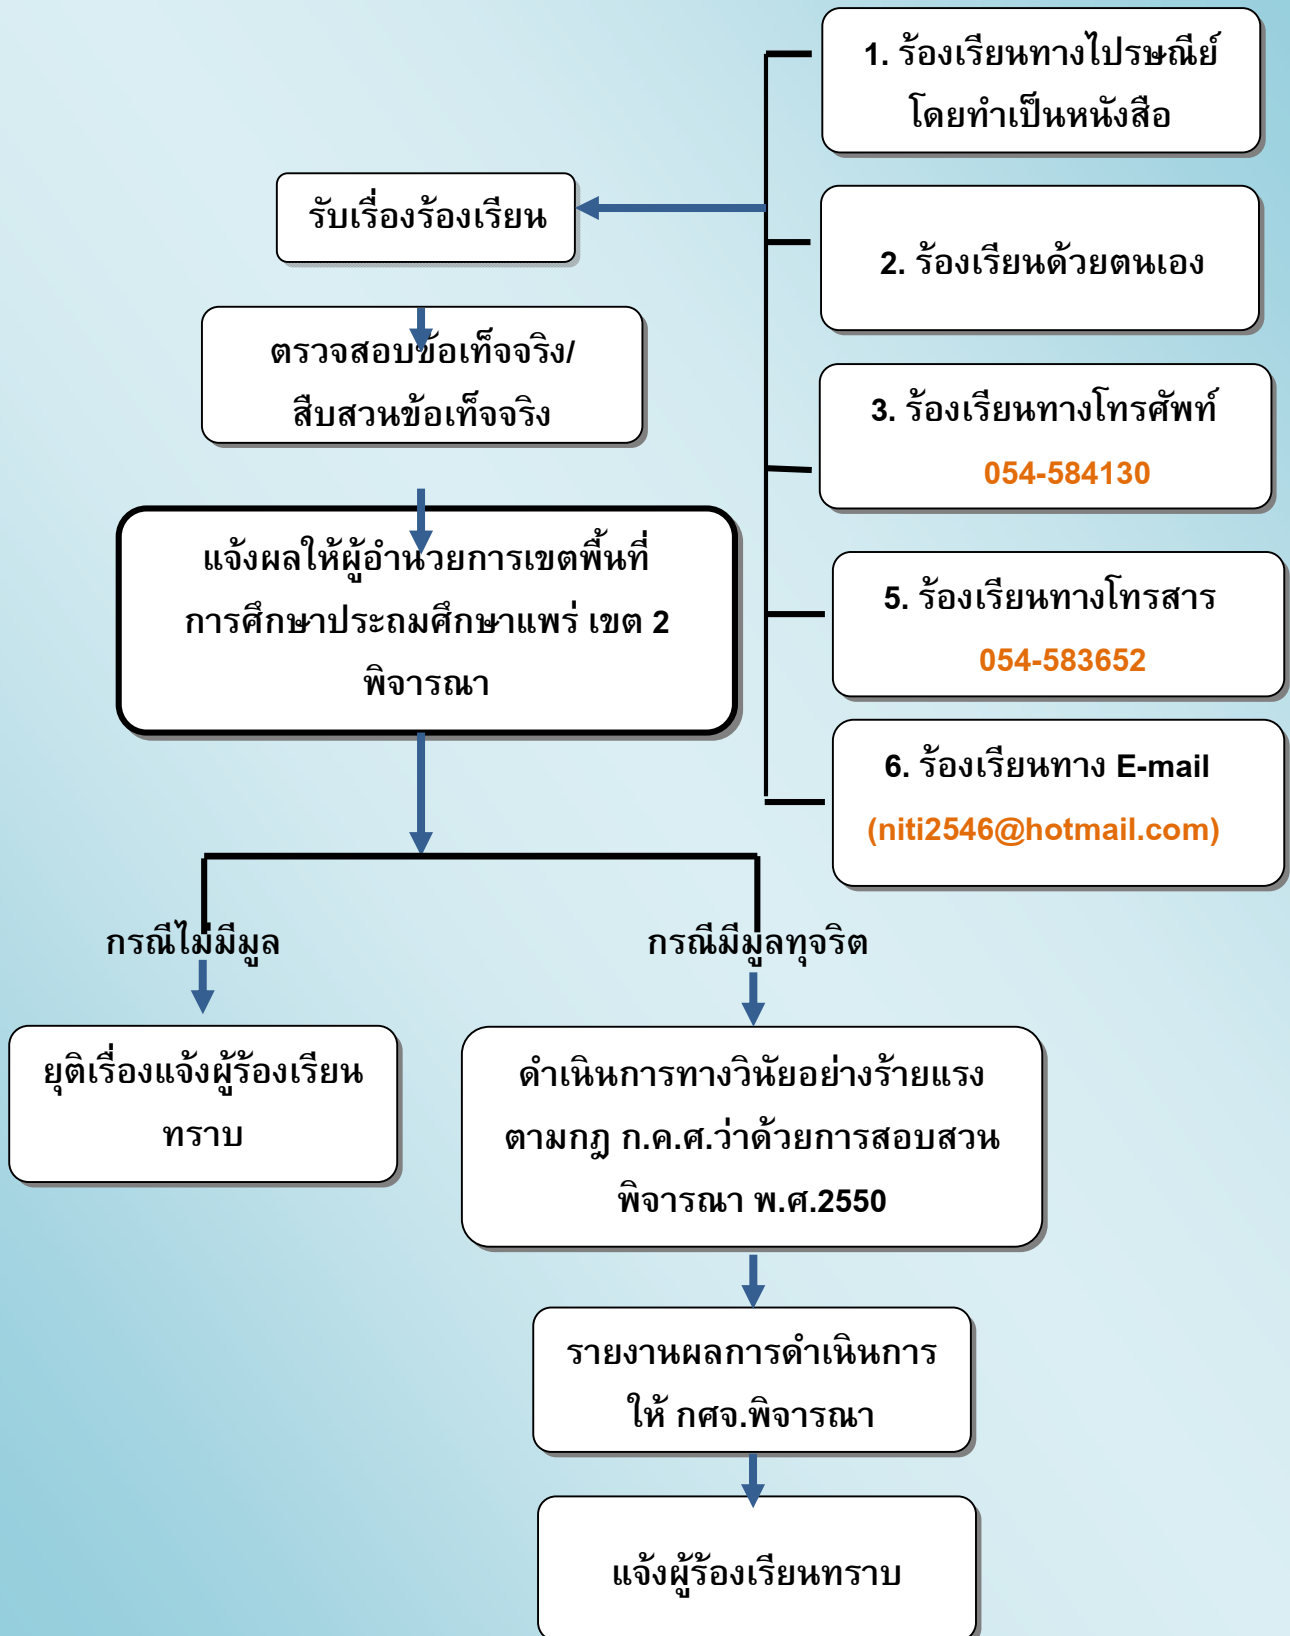 1. ร้องเรียนทางไปรษณีย์
โดยทำเป็นหนังสือ
รับเรื่องร้องเรียน
2. ร้องเรียนด้วยตนเอง
ตรวจสอบข้อเท็จจริง/
สืบสวนข้อเท็จจริง
3. ร้องเรียนทางโทรศัพท์
054-584130
แจ้งผลให้ผู้อำนวยการเขตพื้นที่
การศึกษาประถมศึกษาแพร่ เขต 2
พิจารณา
5. ร้องเรียนทางโทรสาร
054-583652
6. ร้องเรียนทาง E-mail
(niti2546@hotmail.com)
กรณีไม่มีมูล
กรณีมีมูลทุจริต
ยุติเรื่องแจ้งผู้ร้องเรียน
ทราบ
ดำเนินการทางวินัยอย่างร้ายแรง
ตามกฎ ก.ค.ศ.ว่าด้วยการสอบสวน
พิจารณา พ.ศ.2550
รายงานผลการดำเนินการ
ให้ กศจ.พิจารณา
แจ้งผู้ร้องเรียนทราบ